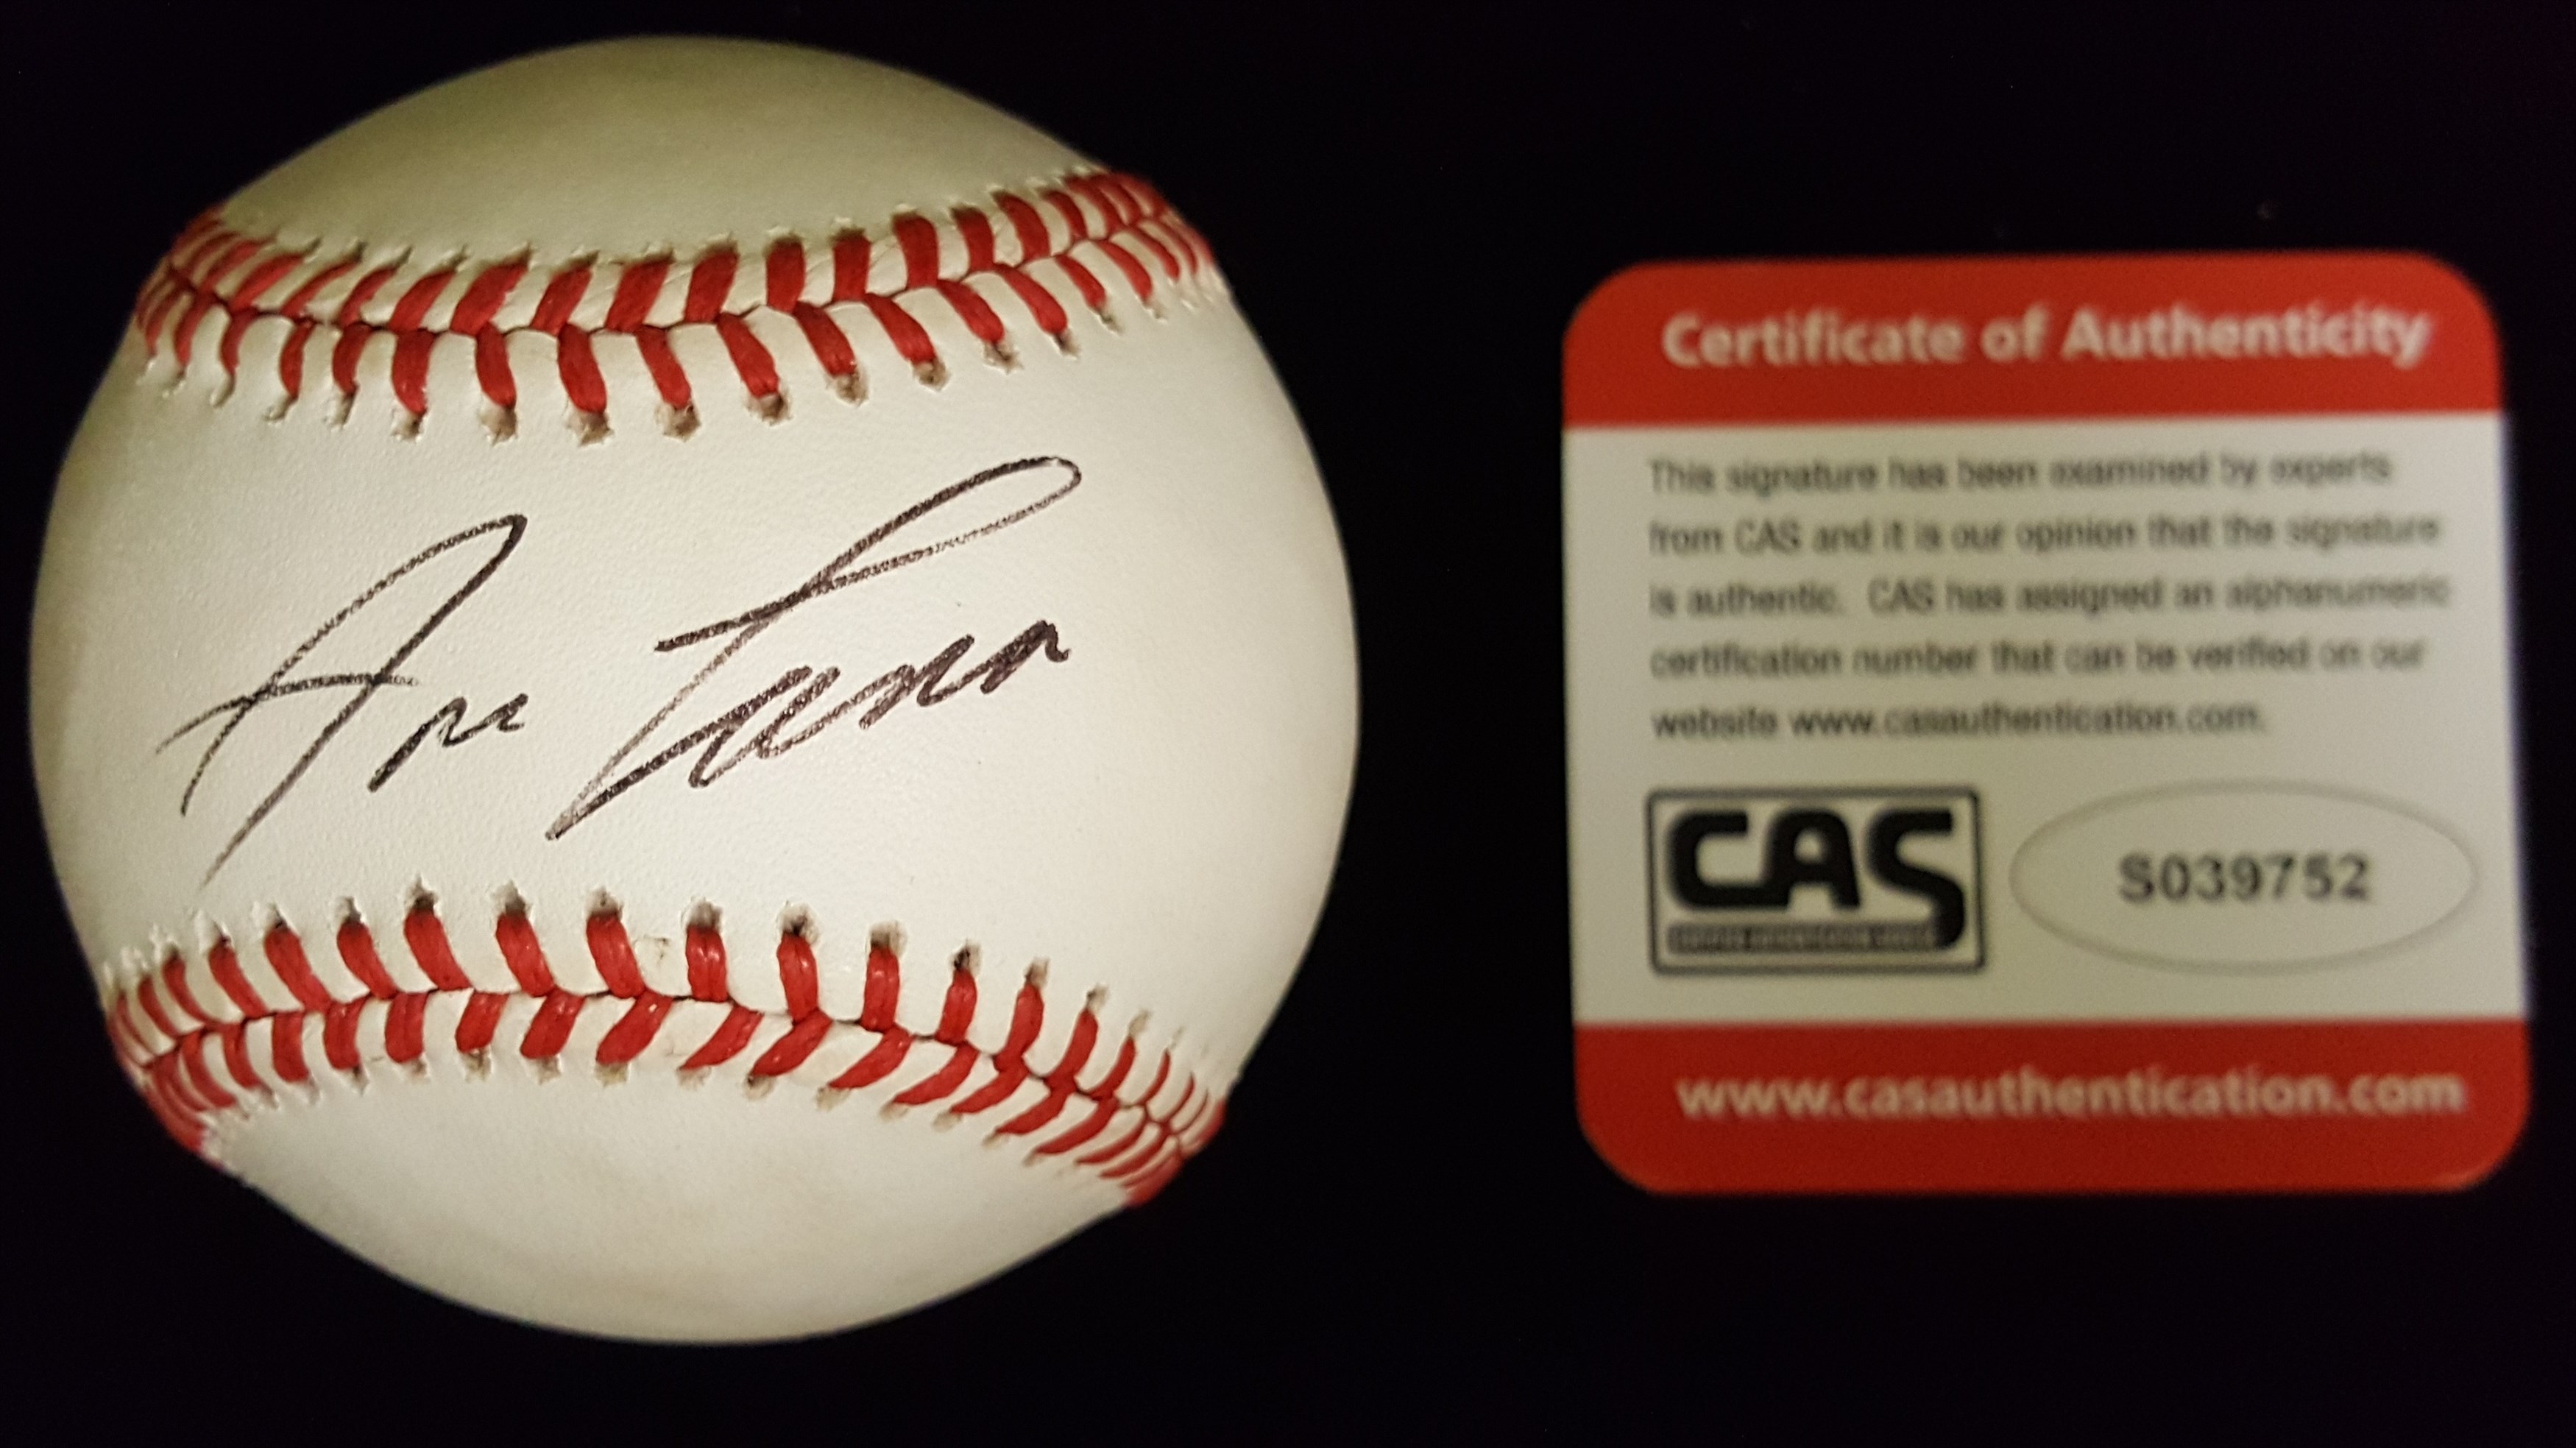 Certificate of Authenticity
This signature has been examined by experts
from CAS and it is our opinion that the signature
is authentic. CAS has assigned an alphanumeric
certification number that can be verified on our
website www.casauthentication.com.
CAS
S039752
www.casauthentication.com